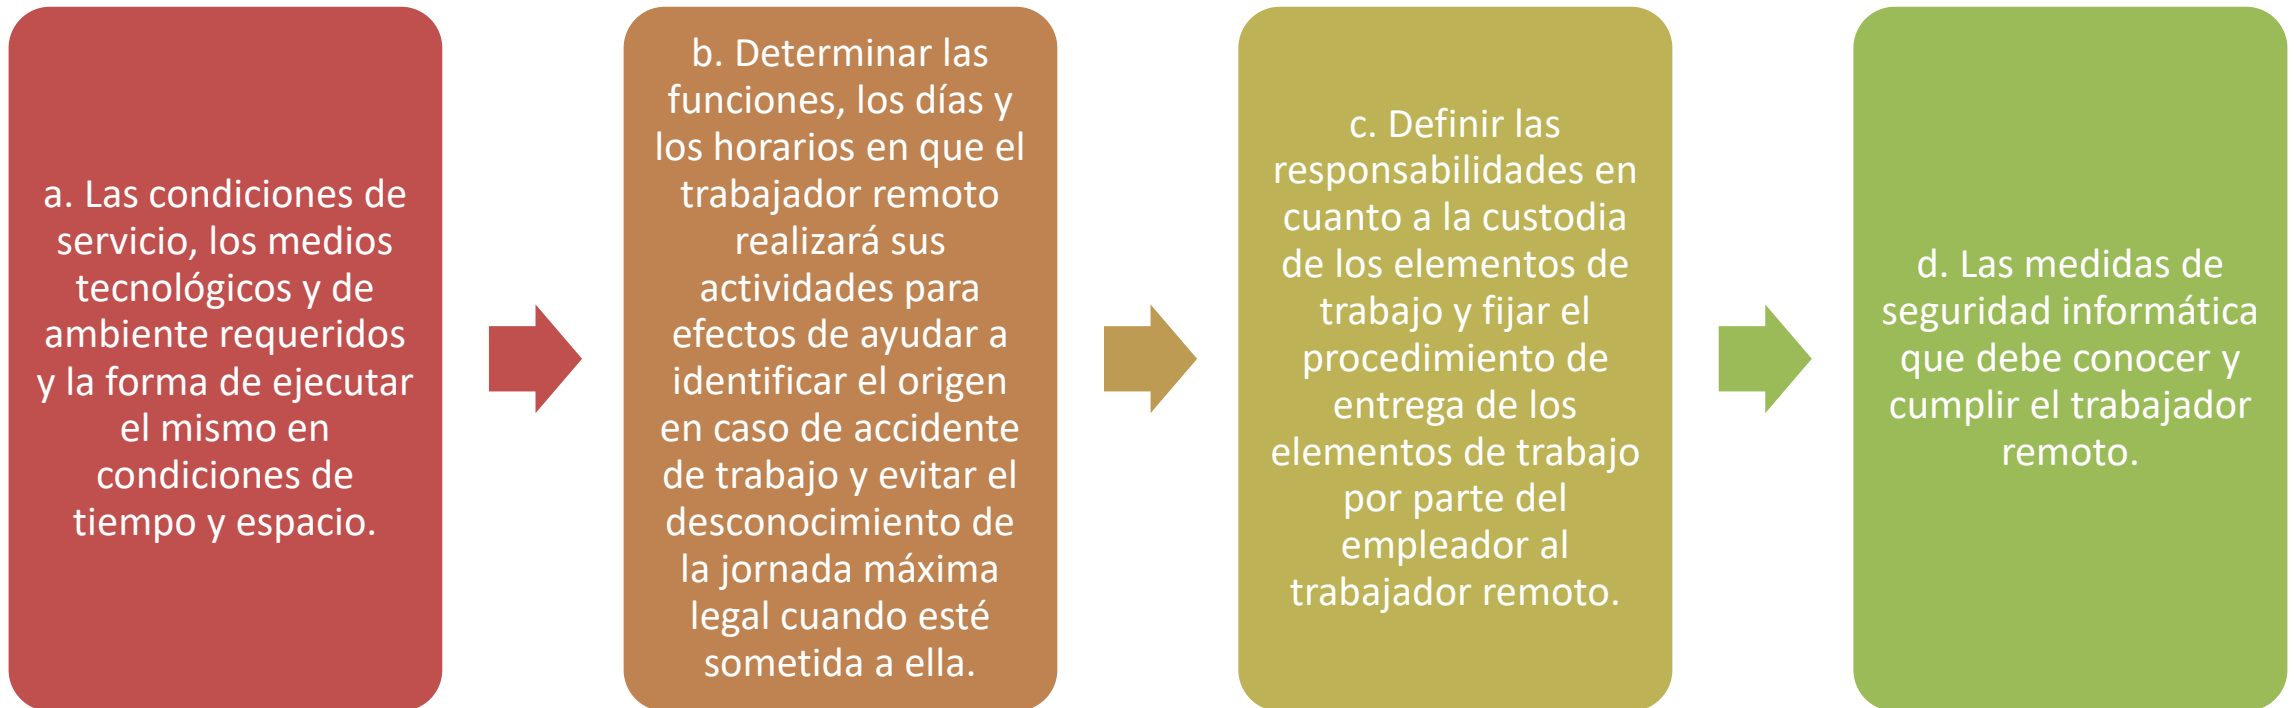 a. Las condiciones de
servicio, los medios
tecnológicos y de
ambiente requeridos
y la forma de ejecutar
el mismo en
condiciones de
tiempo y espacio.
b. Determinar las
funciones, los días y
los horarios en que el
trabajador remoto
realizará sus
actividades para
efectos de ayudar a
identificar el origen
en caso de accidente
de trabajo y evitar el
desconocimiento de
la jornada máxima
legal cuando esté
sometida a ella.
c. Definir las
responsabilidades en
cuanto a la custodia
de los elementos de
trabajo y fijar el
procedimiento de
entrega de los
elementos de trabajo
por parte del
empleador al
trabajador remoto.
d. Las medidas de
seguridad informática
que debe conocer y
cumplir el trabajador
remoto.